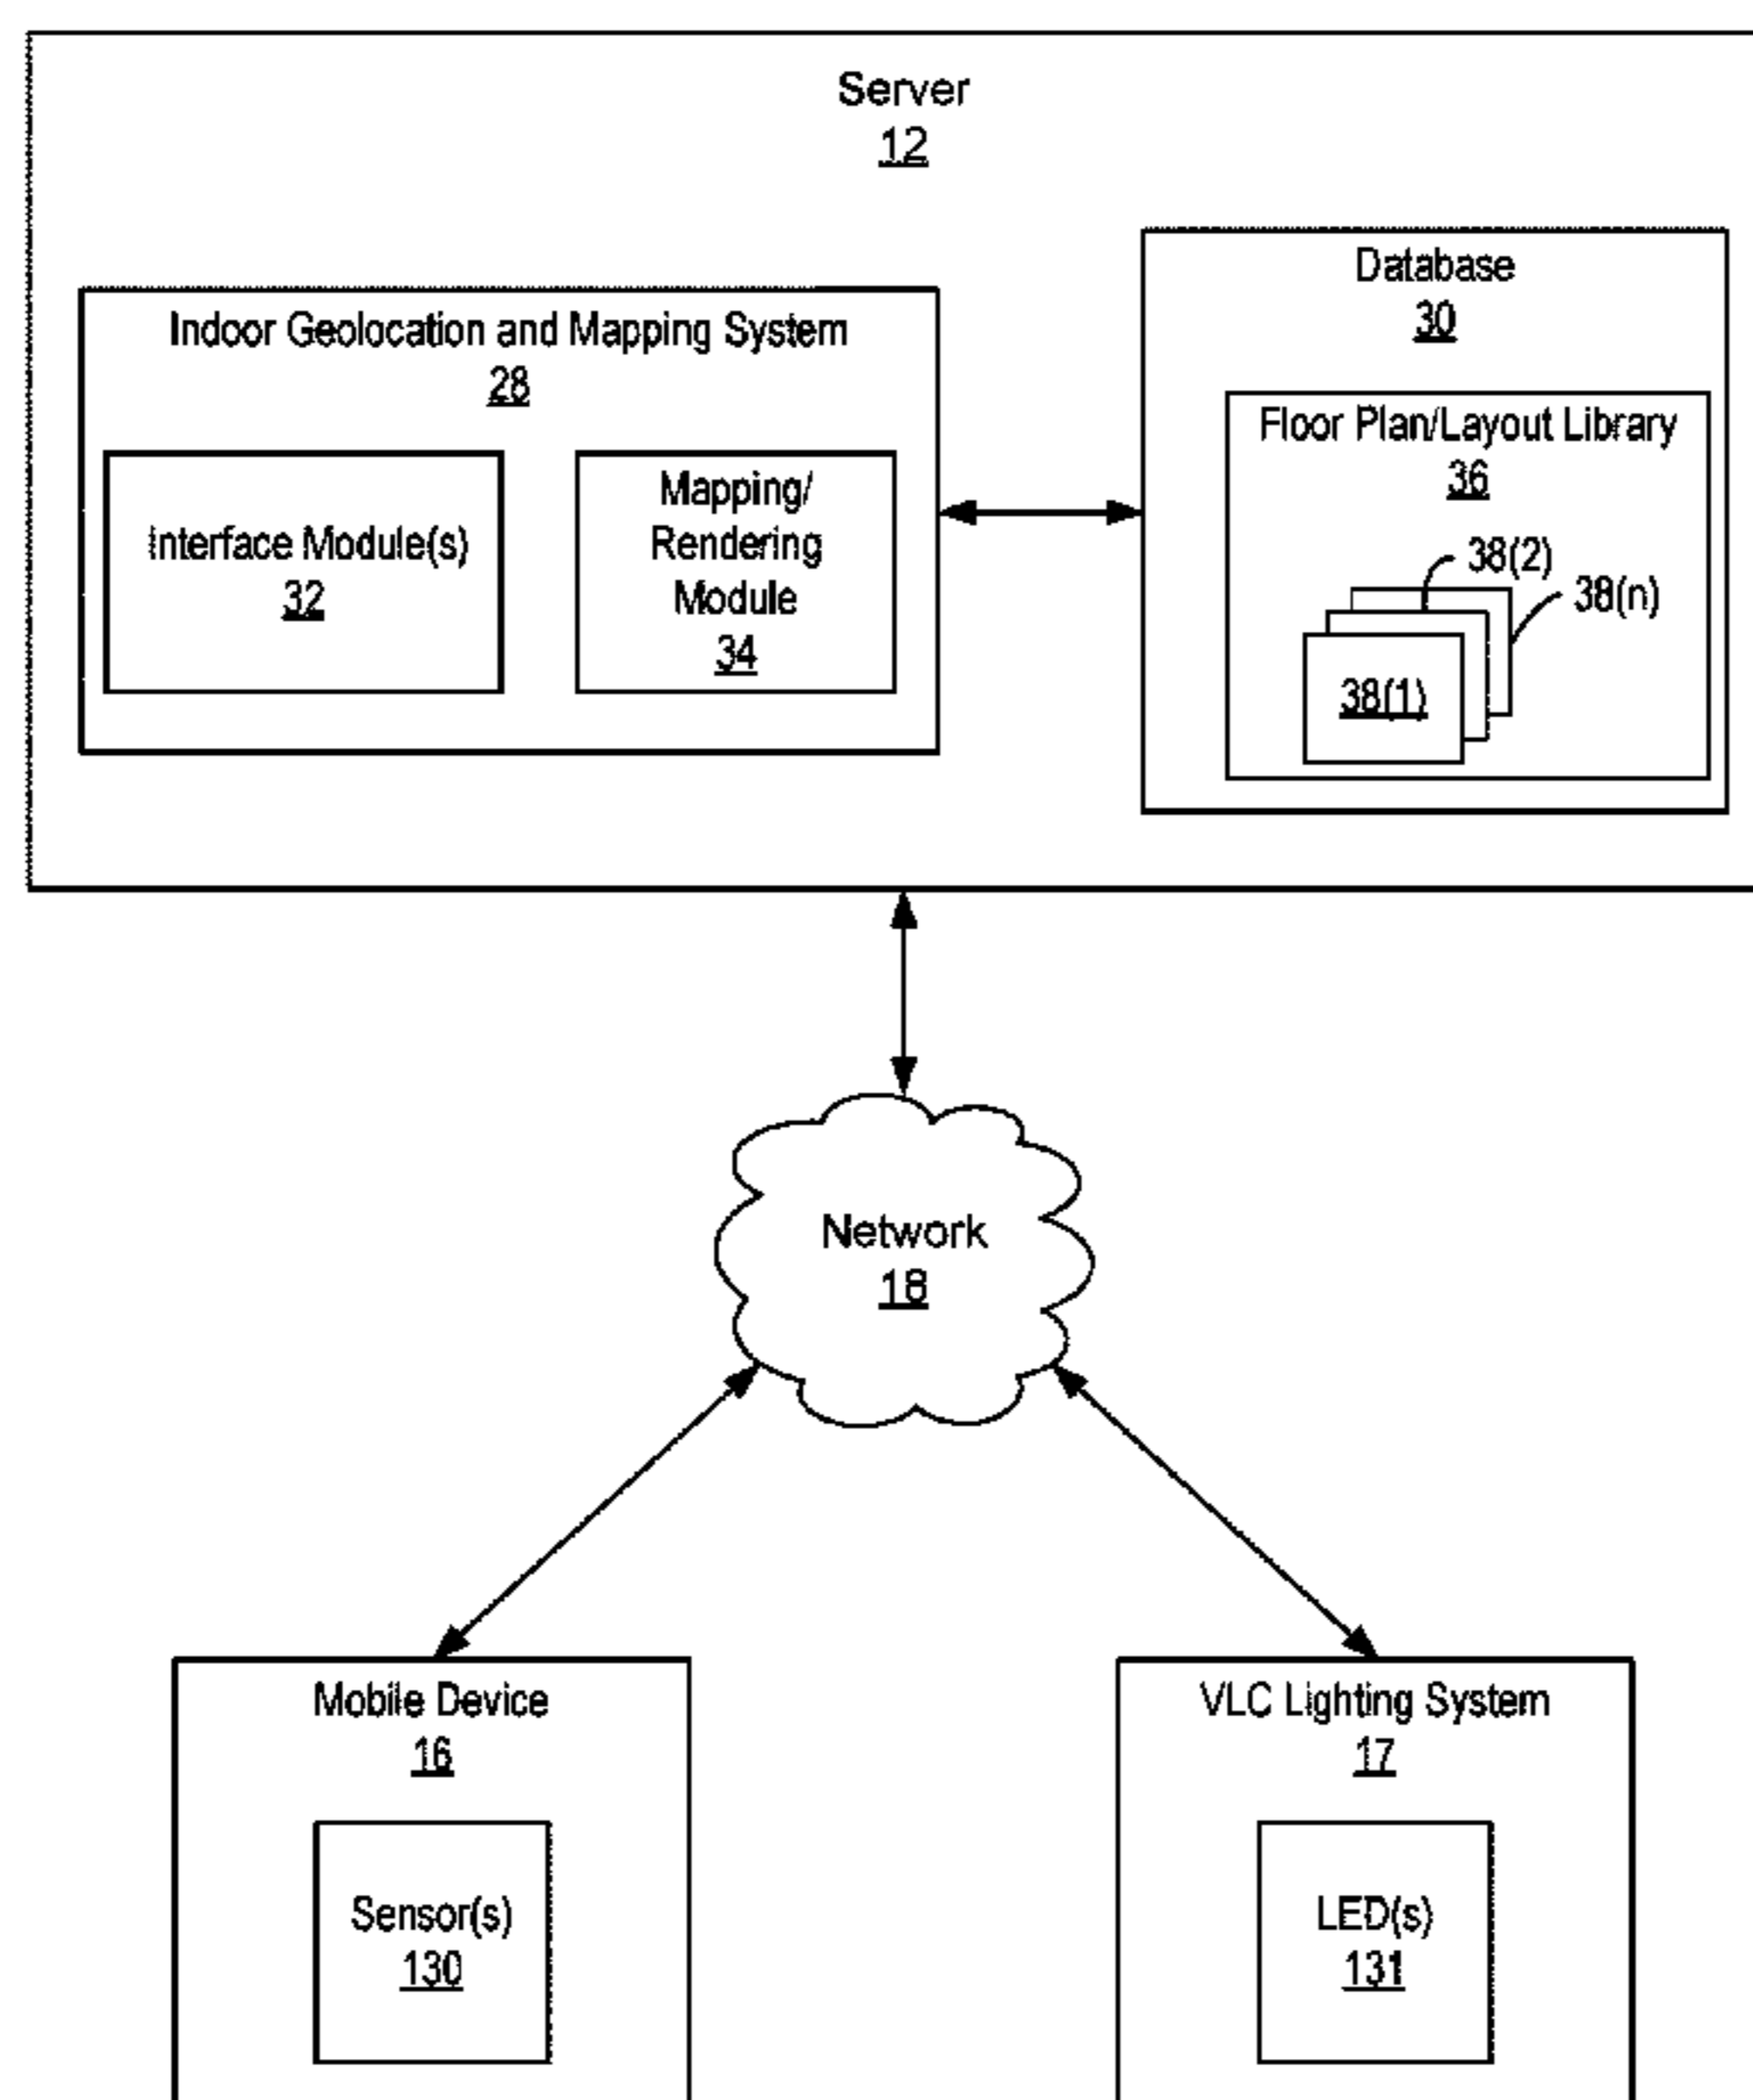 Server
12
Indoor Geolocation and Mapping System
28
Interface Module(s)
32
Mapping/
Rendering
Module
34
Database
30
Floor Plan/Layout Library
36
38(2)
38(n)
38(1)
Network
18
Mobile Device
16
Sensor(s)
130
VLC Lighting System
17
LED(s)
131